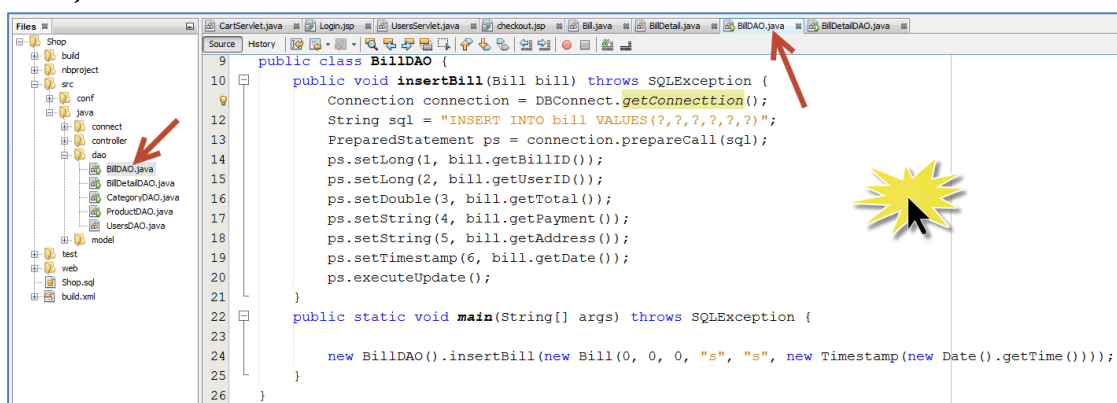 Files
CartServlet.java Login.jsp UsersServlet.java checkout.jsp Bill.java BillDetail.java BillDAO.java BillDetailDAO.java
Source History
Shop
build
nbproject
src
conf
java
connect
controller
dao
BillDAO.java
BillDetailDAO.java
CategoryDAO.java
ProductDAO.java
UsersDAO.java
model
test
web
Shop.sql
build.xml
9 public class BillDAO {
10 public void insertBill(Bill bill) throws SQLException {
Connection connection = DBConnect.getConnecttion();
12 String sql = "INSERT INTO bill VALUES(?,?,?,?,?,?)";
13 PreparedStatement ps = connection.prepareCall(sql);
14 ps.setLong(1, bill.getBillID());
15 ps.setLong(2, bill.getUserID());
16 ps.setDouble(3, bill.getTotal());
17 ps.setString(4, bill.getPayment());
18 ps.setString(5, bill.getAddress());
19 ps.setTimestamp(6, bill.getDate());
20 ps.executeUpdate();
21 }
22 public static void main(String[] args) throws SQLException {
23
24 new BillDAO().insertBill(new Bill(0, 0, 0, "s", "s", new Timestamp(new Date().getTime())));
25 }
26 }